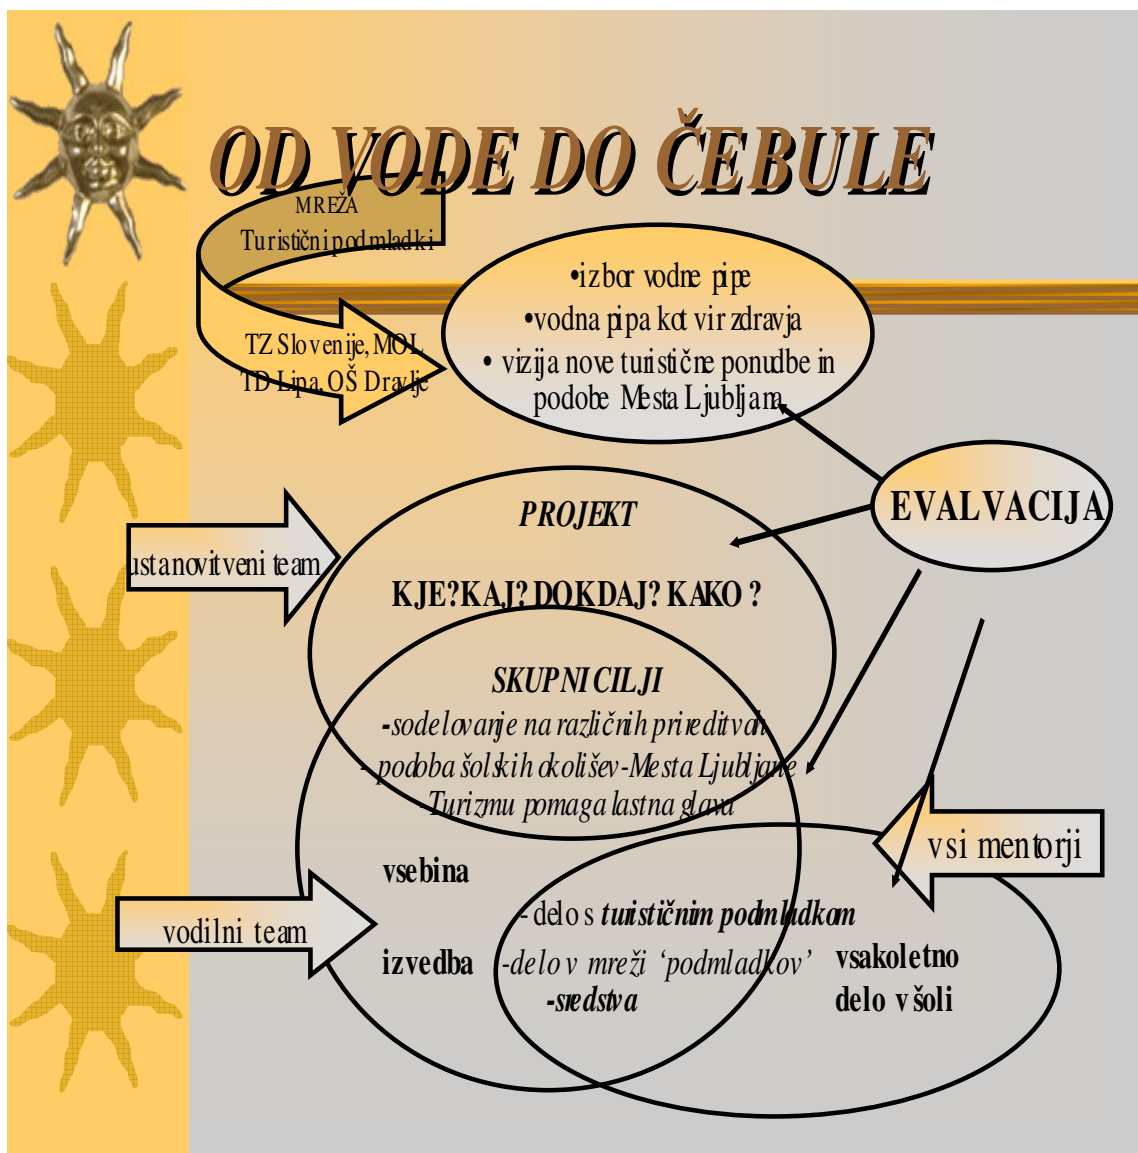 OD VODE DO ČEBULE
MREŽA
Turistični podmladki
TZ Slovenije, MOL
TD Lipa, OŠ Dravlje
•izbor vodne pipe
•vodna pipa kot vir zdravja
• vizija nove turistične ponudbe in
podobe Mesta Ljubljana
EVALVACIJA
PROJEKT
ustanovitveni team
KJE?KAJ? DOKDAJ? KAKO ?
SKUPNI CILJI
-sodelovanje na različnih prireditvah
- podoba šolskih okolišev-Mesta Ljubljane
-Turizmu pomaga lastna glava
vsi mentorji
vsebina
- delo s turističnim podmladkom
vodilni team
izvedba
-delo v mreži ‘podmladkov’
vsakoletno
-sredstva
delo v šoli